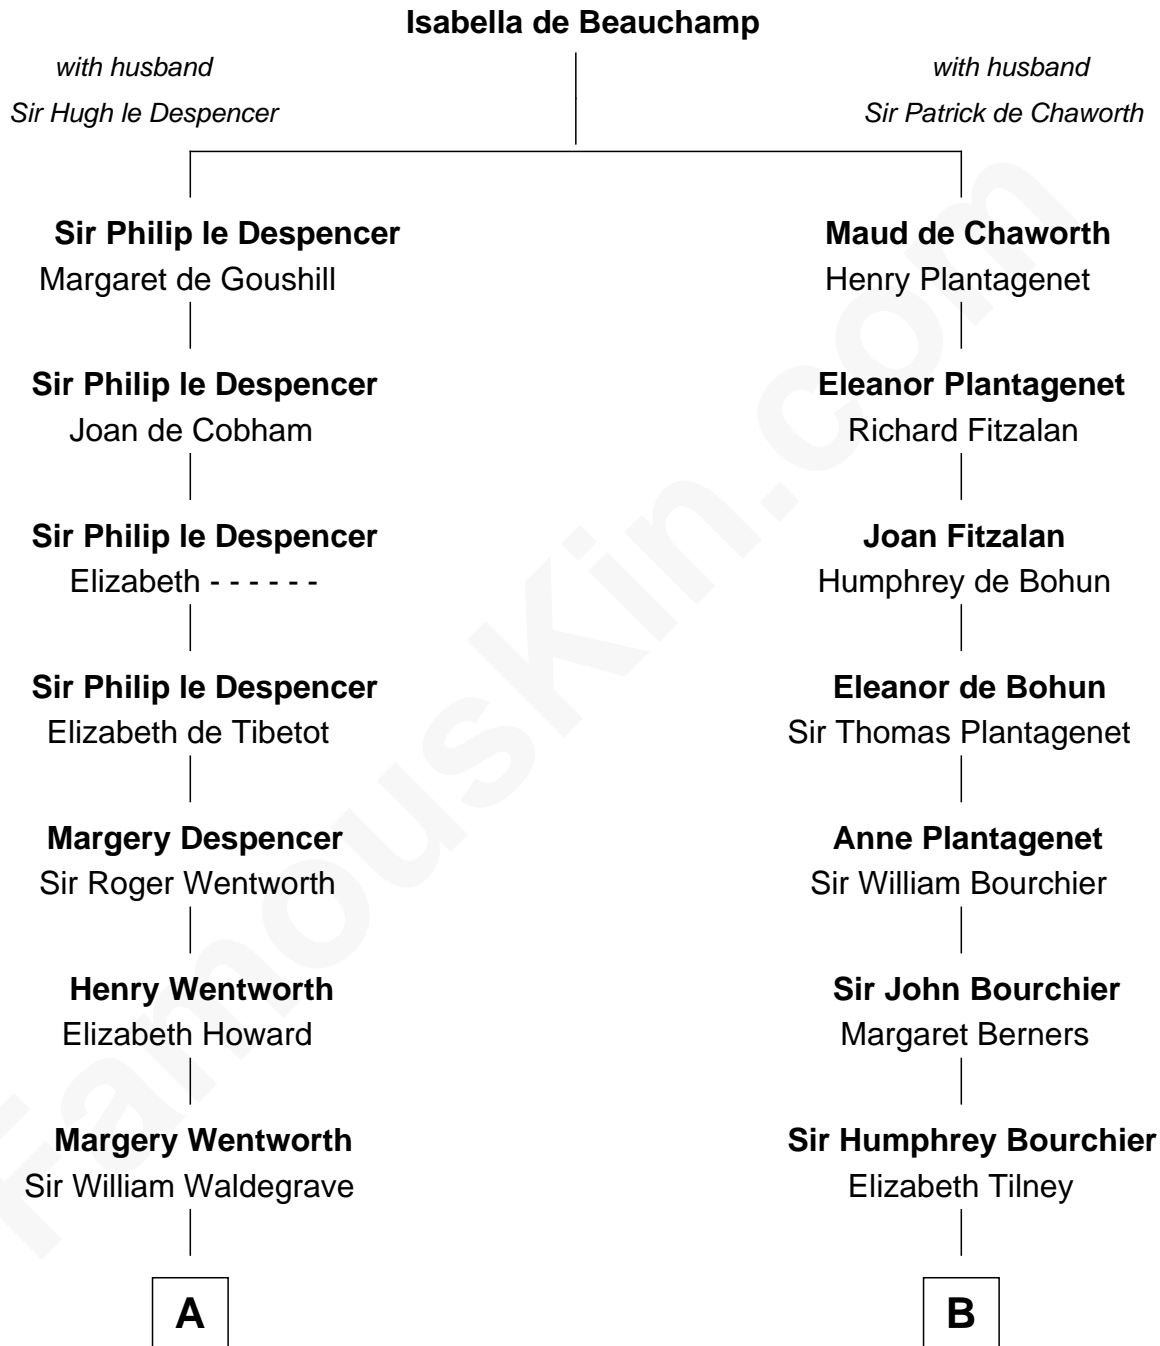 Isabella de Beauchamp
with husband
Sir Hugh le Despencer
with husband
Sir Patrick de Chaworth
Sir Philip le Despencer
Margaret de Goushill
Maud de Chaworth
Henry Plantagenet
Sir Philip le Despencer
Joan de Cobham
Eleanor Plantagenet
Richard Fitzalan
Sir Philip le Despencer
Elizabeth - - - - - -
Joan Fitzalan
Humphrey de Bohun
Sir Philip le Despencer
Elizabeth de Tibetot
Eleanor de Bohun
Sir Thomas Plantagenet
Margery Despencer
Sir Roger Wentworth
Anne Plantagenet
Sir William Bourchier
Henry Wentworth
Elizabeth Howard
Sir John Bourchier
Margaret Berners
Margery Wentworth
Sir William Waldegrave
Sir Humphrey Bourchier
Elizabeth Tilney
A
B
FamousKin.com